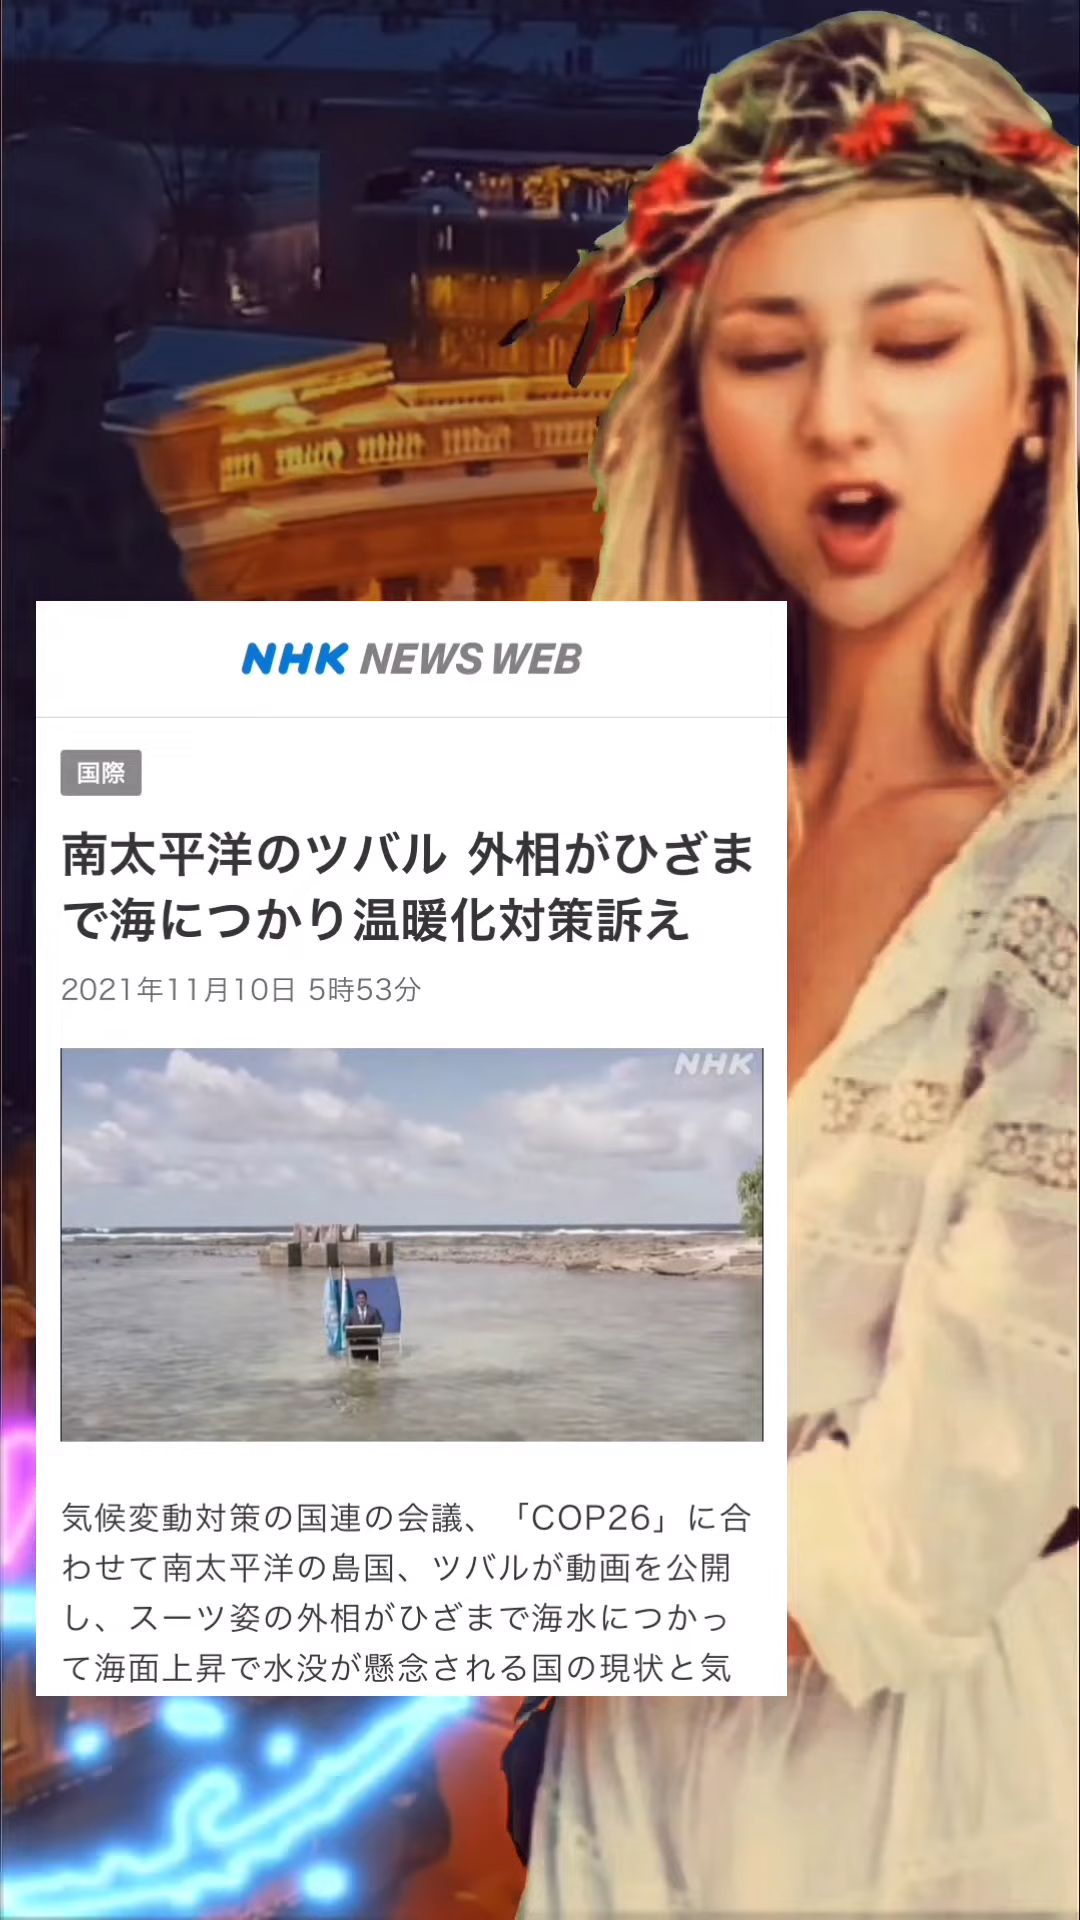 NHK NEWS WEB
国際
南太平洋のツバル 外相がひざま
で海につかり温暖化対策訴え
2021年11月10日 5時53分
NHK
気候変動対策の国連の会議、「COP26」に合
わせて南太平洋の島国、ツバルが動画を公開
し、スーツ姿の外相がひざまで海水につかっ
て海面上昇で水没が懸念される国の現状と気